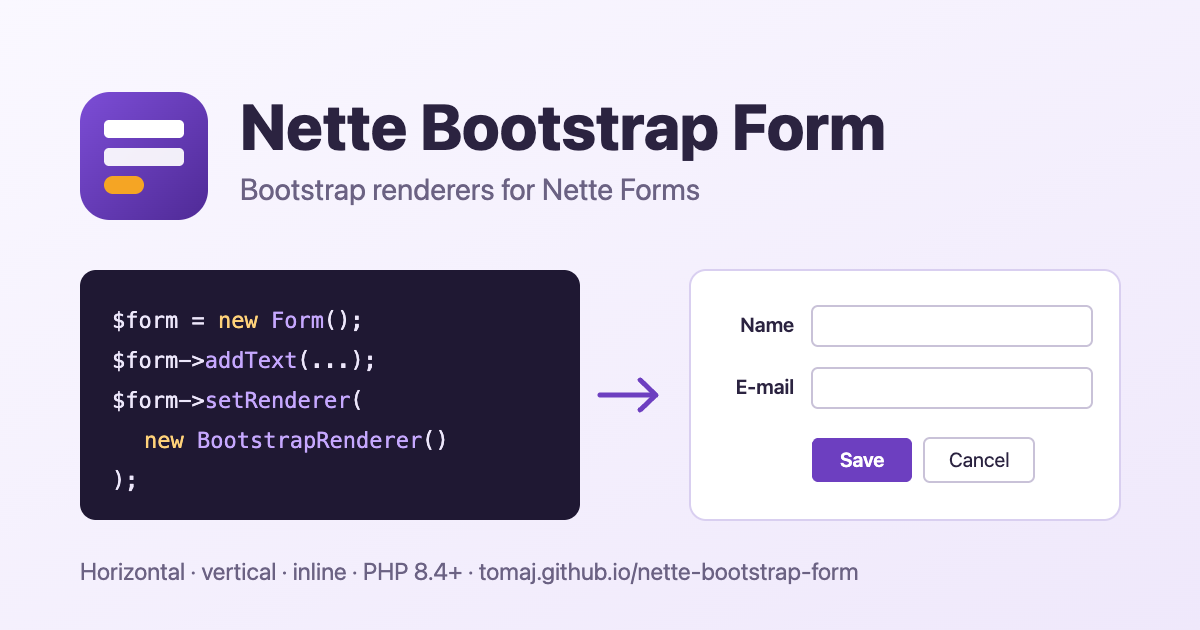 Nette Bootstrap Form
Bootstrap renderers for Nette Forms
$form = new Form();
$form->addText(...);
$form->setRenderer(
new BootstrapRenderer()
);
Name
E-mail
Save
Cancel
Horizontal · vertical · inline · PHP 8.4+ · tomaj.github.io/nette-bootstrap-form